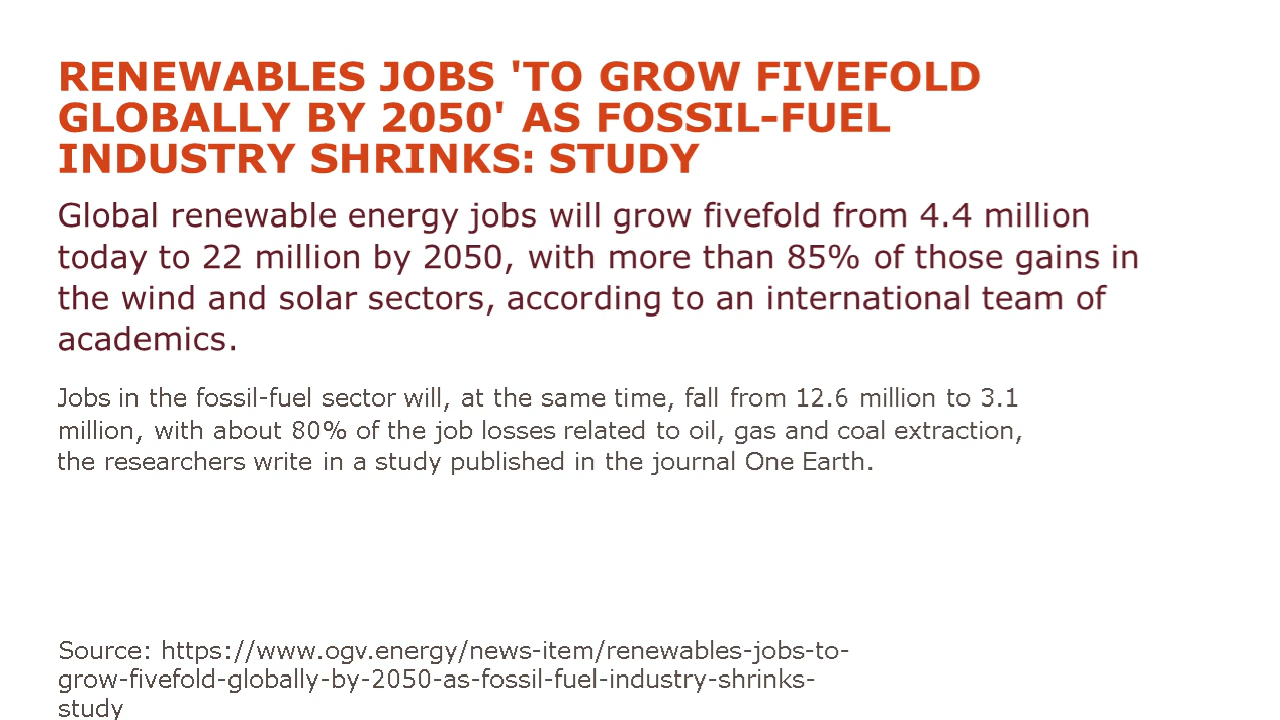 RENEWABLES JOBS 'TO GROW FIVEFOLD
GLOBALLY BY 2050' AS FOSSIL-FUEL
INDUSTRY SHRINKS: STUDY
Global renewable energy jobs will grow fivefold from 4.4 million
today to 22 million by 2050, with more than 85% of those gains in
the wind and solar sectors, according to an international team of
academics.
Jobs in the fossil-fuel sector will, at the same time, fall from 12.6 million to 3.1
million, with about 80% of the job losses related to oil, gas and coal extraction,
the researchers write in a study published in the journal One Earth.
Source: https://www.ogv.energy/news-item/renewables-jobs-to-
grow-fivefold-globally-by-2050-as-fossil-fuel-industry-shrinks-
study